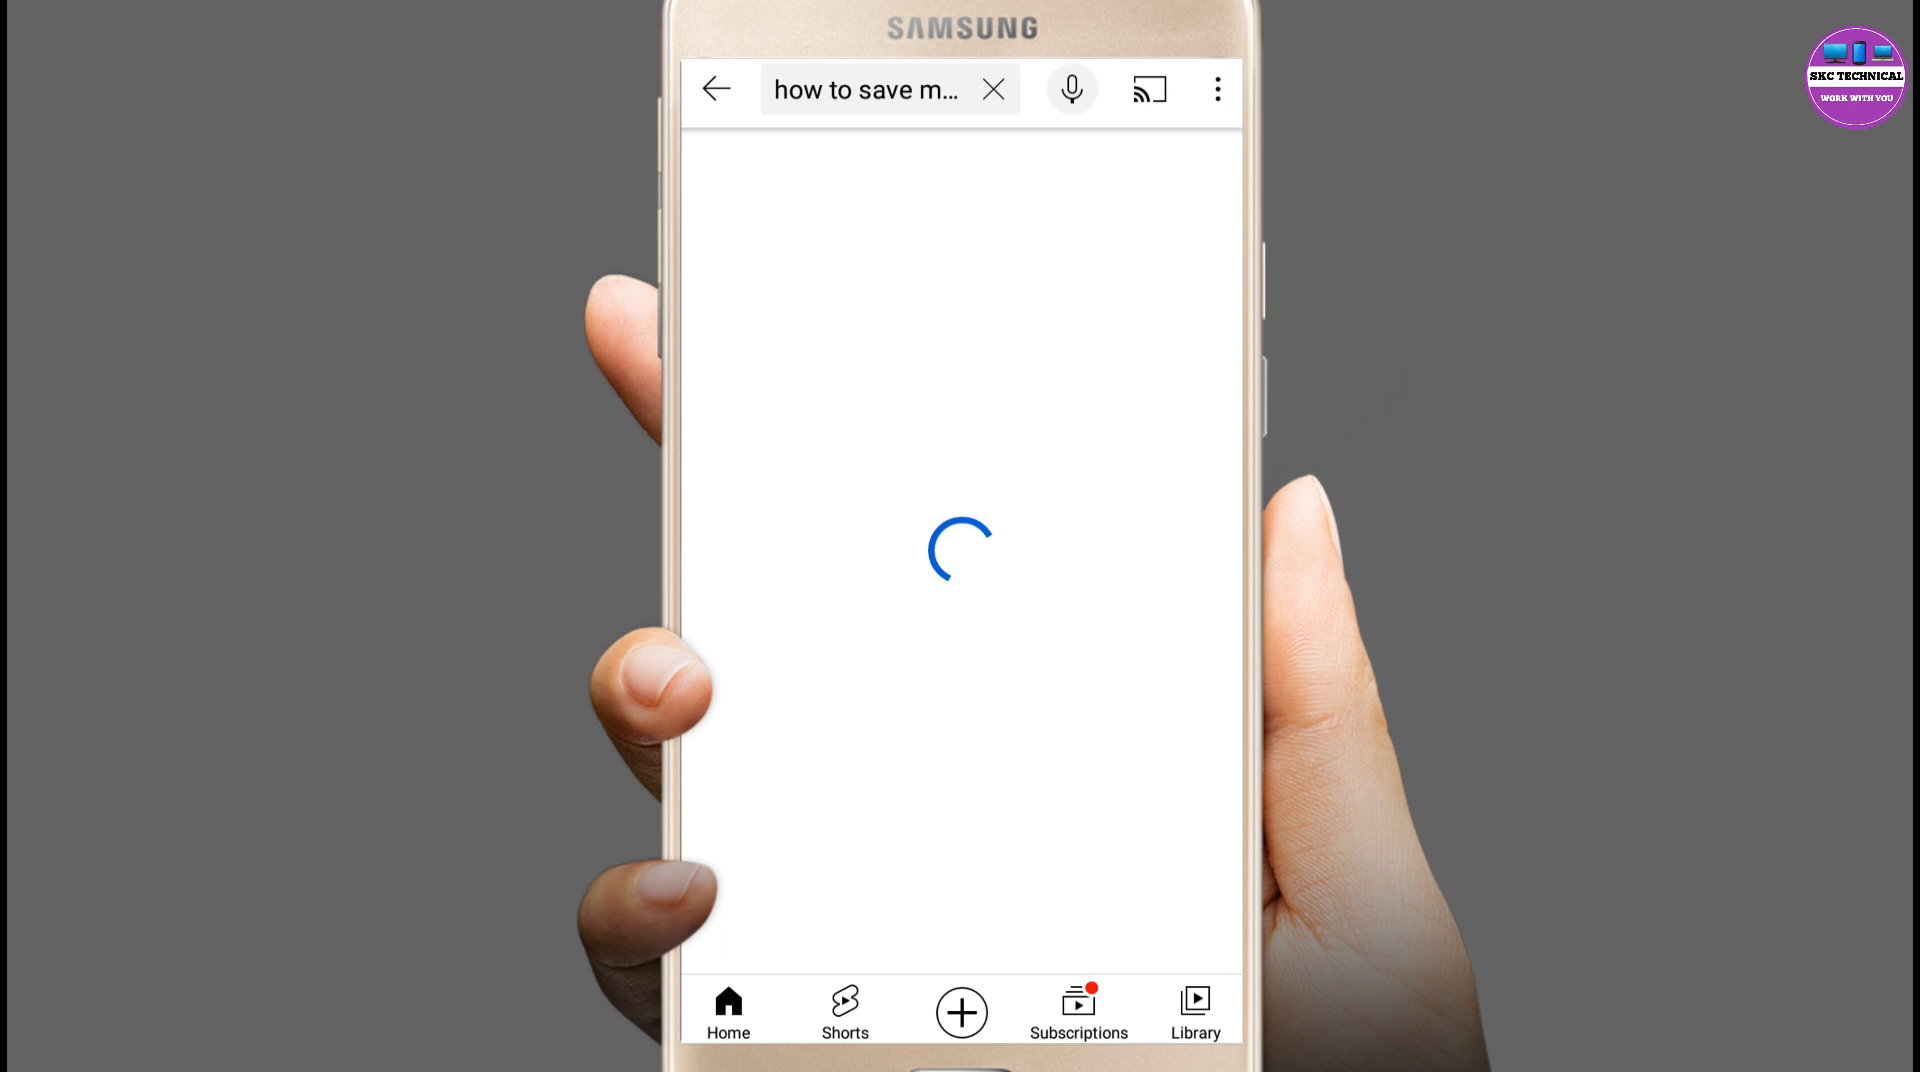 SAMSUNG
how to save m...
SKC TECHNICAL
WORK WITH YOU
Home
Shorts
Subscriptions
Library